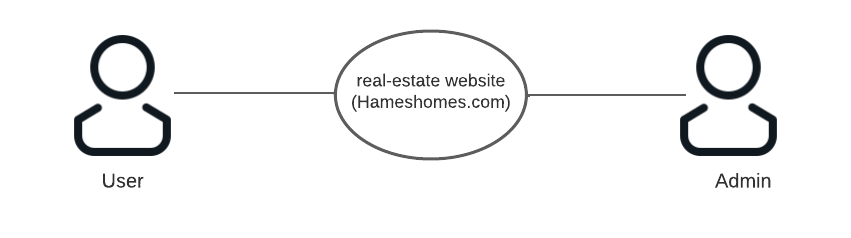 real-estate website
(Hameshomes.com)
User
Admin